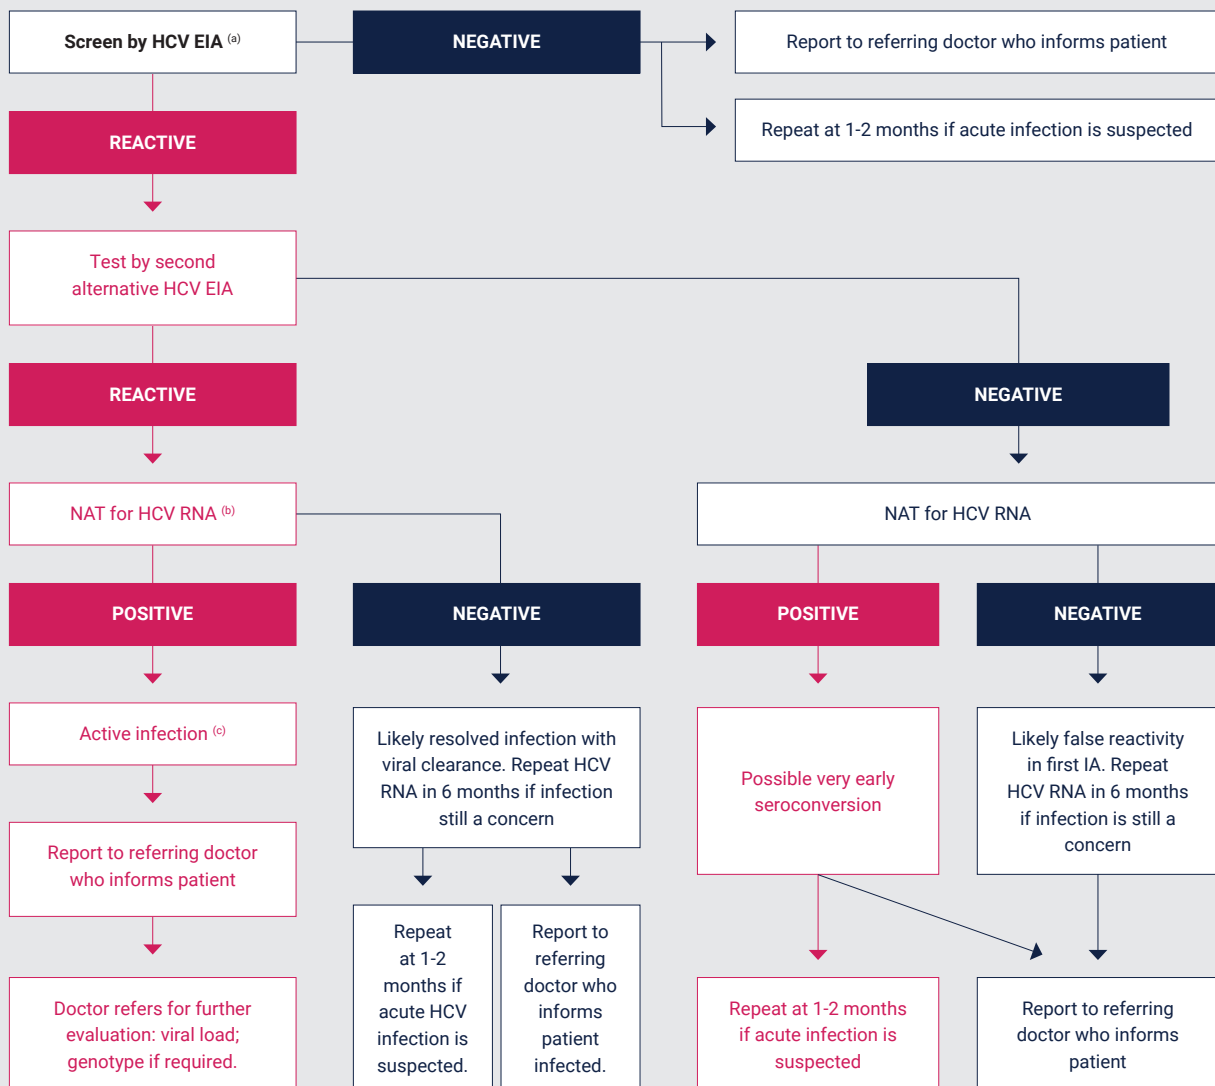 Screen by HCV EIA (a)
NEGATIVE
Report to referring doctor who informs patient
Repeat at 1-2 months if acute infection is suspected
REACTIVE
Test by second
alternative HCV EIA
REACTIVE
NEGATIVE
NAT for HCV RNA (b)
NAT for HCV RNA
POSITIVE
NEGATIVE
POSITIVE
NEGATIVE
Active infection (c)
Likely resolved infection with
viral clearance. Repeat HCV
RNA in 6 months if infection
still a concern
Possible very early
seroconversion
Likely false reactivity
in first IA. Repeat
HCV RNA in 6 months
if infection is still a
concern
Report to referring doctor
who informs patient
Repeat
at 1-2
months if
acute HCV
infection is
suspected.
Report to
referring
doctor who
informs
patient
infected.
Doctor refers for further
evaluation: viral load;
genotype if required.
Repeat at 1-2 months
if acute infection is
suspected
Report to referring
doctor who informs
patient